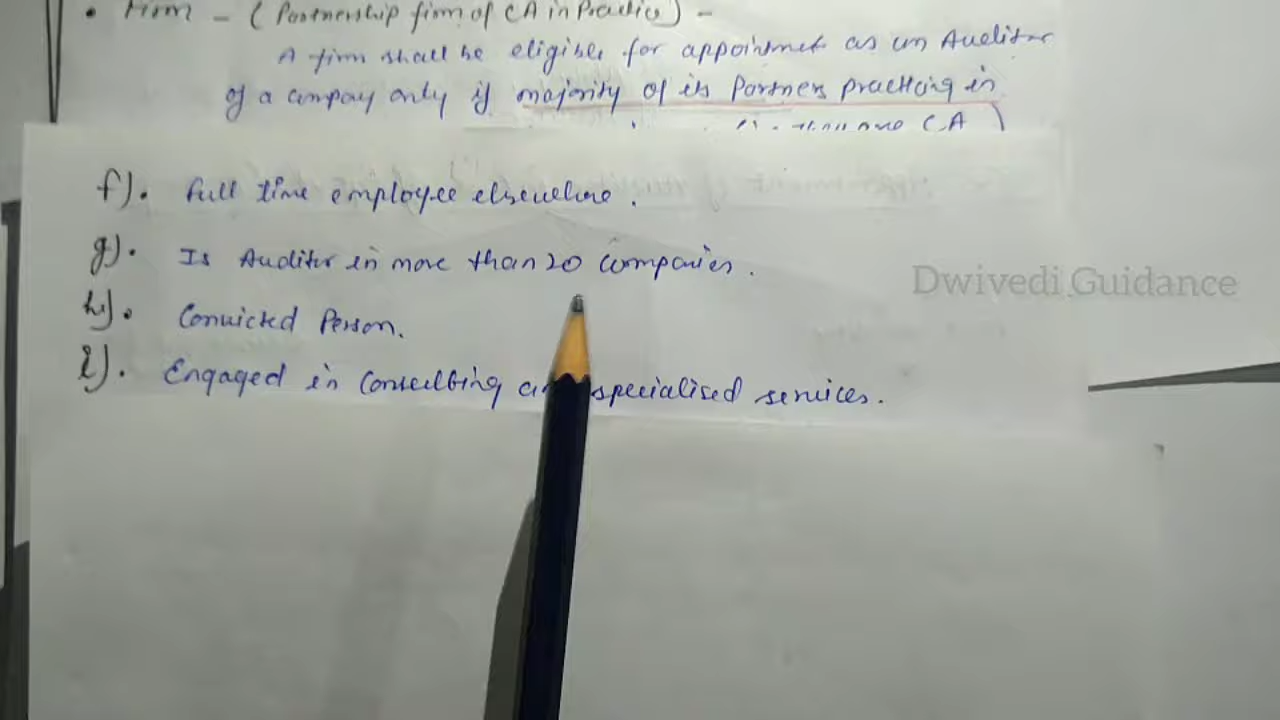 • Firm - (Partnership firm of CA in Practice) -
A firm shall be eligible for appointment as an Auditor
of a company only if majority of its Partners practicing in
CA)
f). Full time employee elsewhere.
g). Is Auditor in more than 20 companies.
h). Convicted Person.
i). Engaged in Consulting specialised services.
Dwivedi Guidance